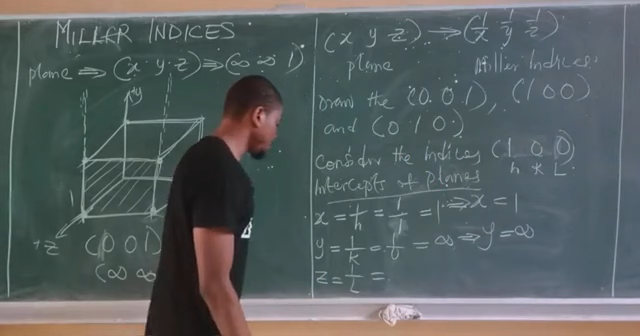 MILLER INDICES
plane ⇒ (x y z) ⇒ (∞ ∞ 1)
+y
1
+z
(0 0 1)
(∞ ∞
(x y z) → (1/x 1/y 1/z)
plane Miller Indices
Draw the (0 0 1), (1 0 0)
and (0 1 0)
Consider the indices (1 0 0)
h k L
Intercepts of planes
x = 1/h = 1/1 = 1 ⇒ x = 1
y = 1/k = 1/0 = ∞ ⇒ y = ∞
z = 1/L =